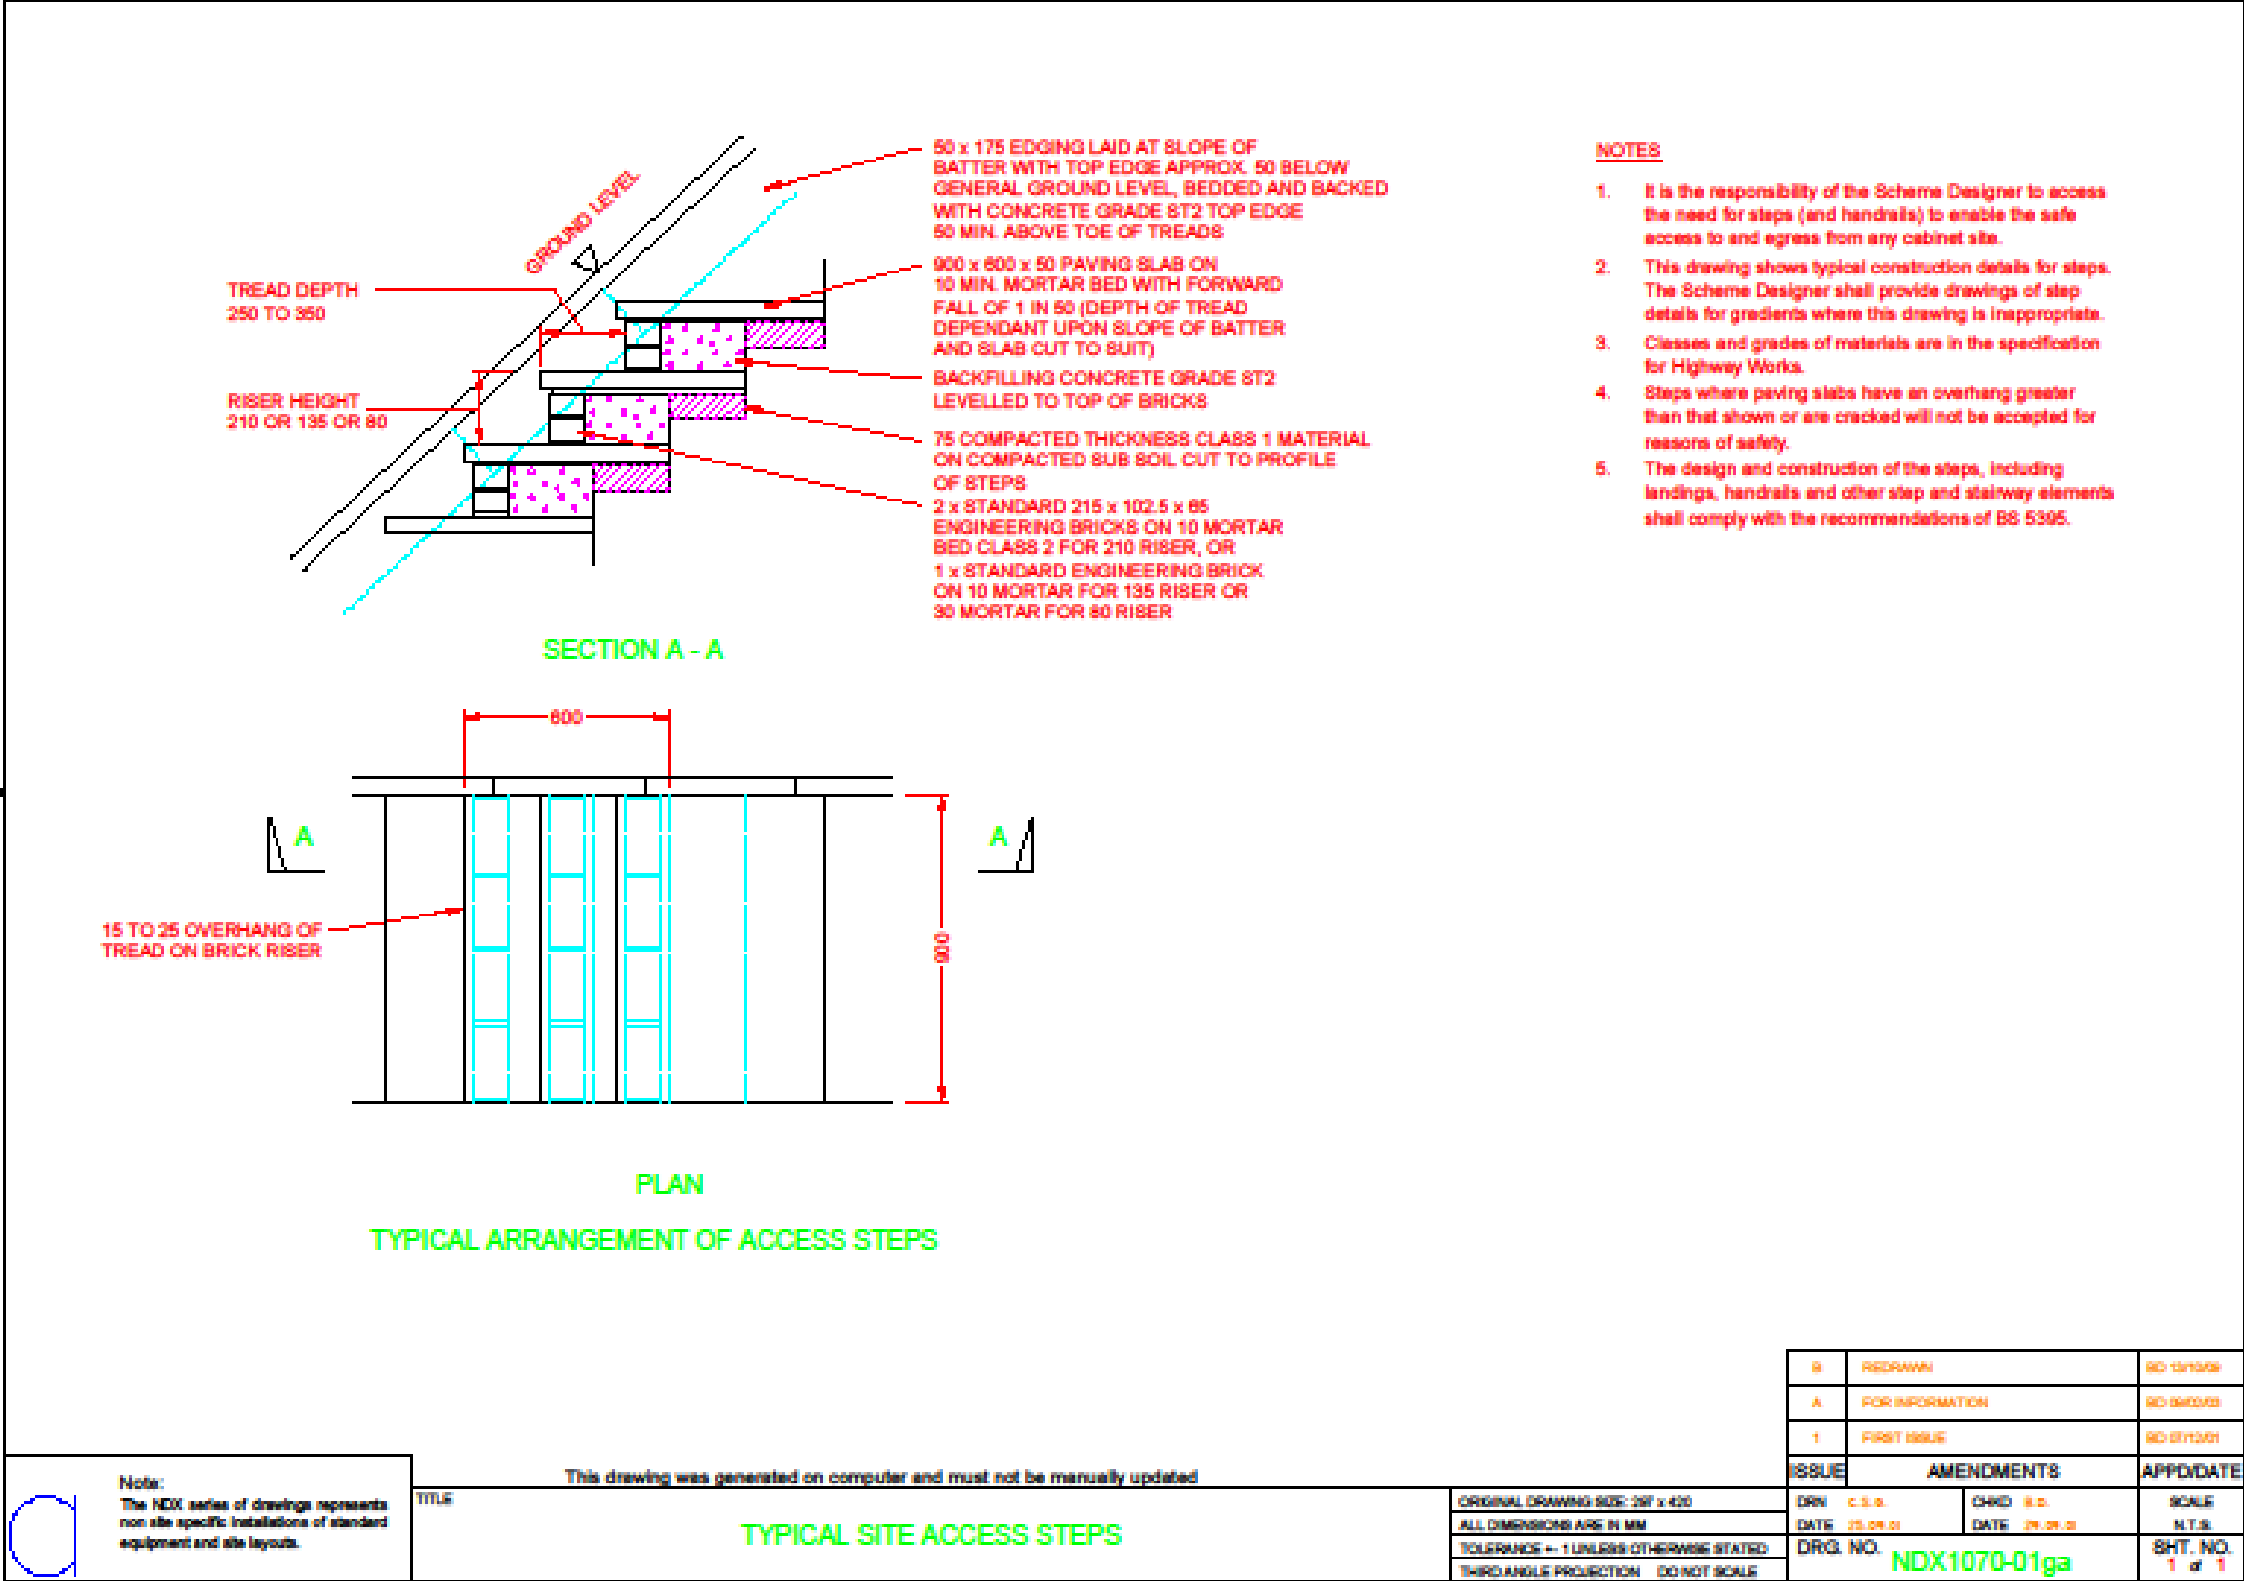 50 x 175 EDGING LAID AT SLOPE OF
BATTER WITH TOP EDGE APPROX. 50 BELOW
GENERAL GROUND LEVEL, BEDDED AND BACKED
WITH CONCRETE GRADE ST2 TOP EDGE
50 MIN. ABOVE TOE OF TREADS
900 x 600 x 50 PAVING SLAB ON
10 MIN. MORTAR BED WITH FORWARD
FALL OF 1 IN 50 (DEPTH OF TREAD
DEPENDANT UPON SLOPE OF BATTER
AND SLAB CUT TO SUIT)
BACKFILLING CONCRETE GRADE ST2
LEVELLED TO TOP OF BRICKS
75 COMPACTED THICKNESS CLASS 1 MATERIAL
ON COMPACTED SUB SOIL CUT TO PROFILE
OF STEPS
2 x STANDARD 215 x 102.5 x 65
ENGINEERING BRICKS ON 10 MORTAR
BED CLASS 2 FOR 210 RISER, OR
1 x STANDARD ENGINEERING BRICK
ON 10 MORTAR FOR 135 RISER OR
30 MORTAR FOR 80 RISER
GROUND LEVEL
TREAD DEPTH
250 TO 350
RISER HEIGHT
210 OR 135 OR 80
SECTION A - A
NOTES
1. It is the responsibility of the Scheme Designer to access
the need for steps (and handrails) to enable the safe
access to and egress from any cabinet site.
2. This drawing shows typical construction details for steps.
The Scheme Designer shall provide drawings of step
details for gradients where this drawing is inappropriate.
3. Classes and grades of materials are in the specification
for Highway Works.
4. Steps where paving slabs have an overhang greater
than that shown or are cracked will not be accepted for
reasons of safety.
5. The design and construction of the steps, including
landings, handrails and other step and stairway elements
shall comply with the recommendations of BS 5395.
600
A
A
900
15 TO 25 OVERHANG OF
TREAD ON BRICK RISER
PLAN
TYPICAL ARRANGEMENT OF ACCESS STEPS
B REDRAWN
A FOR INFORMATION
1 FIRST ISSUE
ISSUE AMENDMENTS APPD/DATE
Note:
The NDX series of drawings represents
non site specific installations of standard
equipment and site layouts.
This drawing was generated on computer and must not be manually updated
TITLE
TYPICAL SITE ACCESS STEPS
ORIGINAL DRAWING SIZE: 297 x 420
ALL DIMENSIONS ARE IN MM
TOLERANCE +- 1 UNLESS OTHERWISE STATED
THIRD ANGLE PROJECTION DO NOT SCALE
DRN CHKD SCALE
DATE DATE N.T.S.
DRG. NO. NDX1070-01ga
SHT. NO.
1 of 1